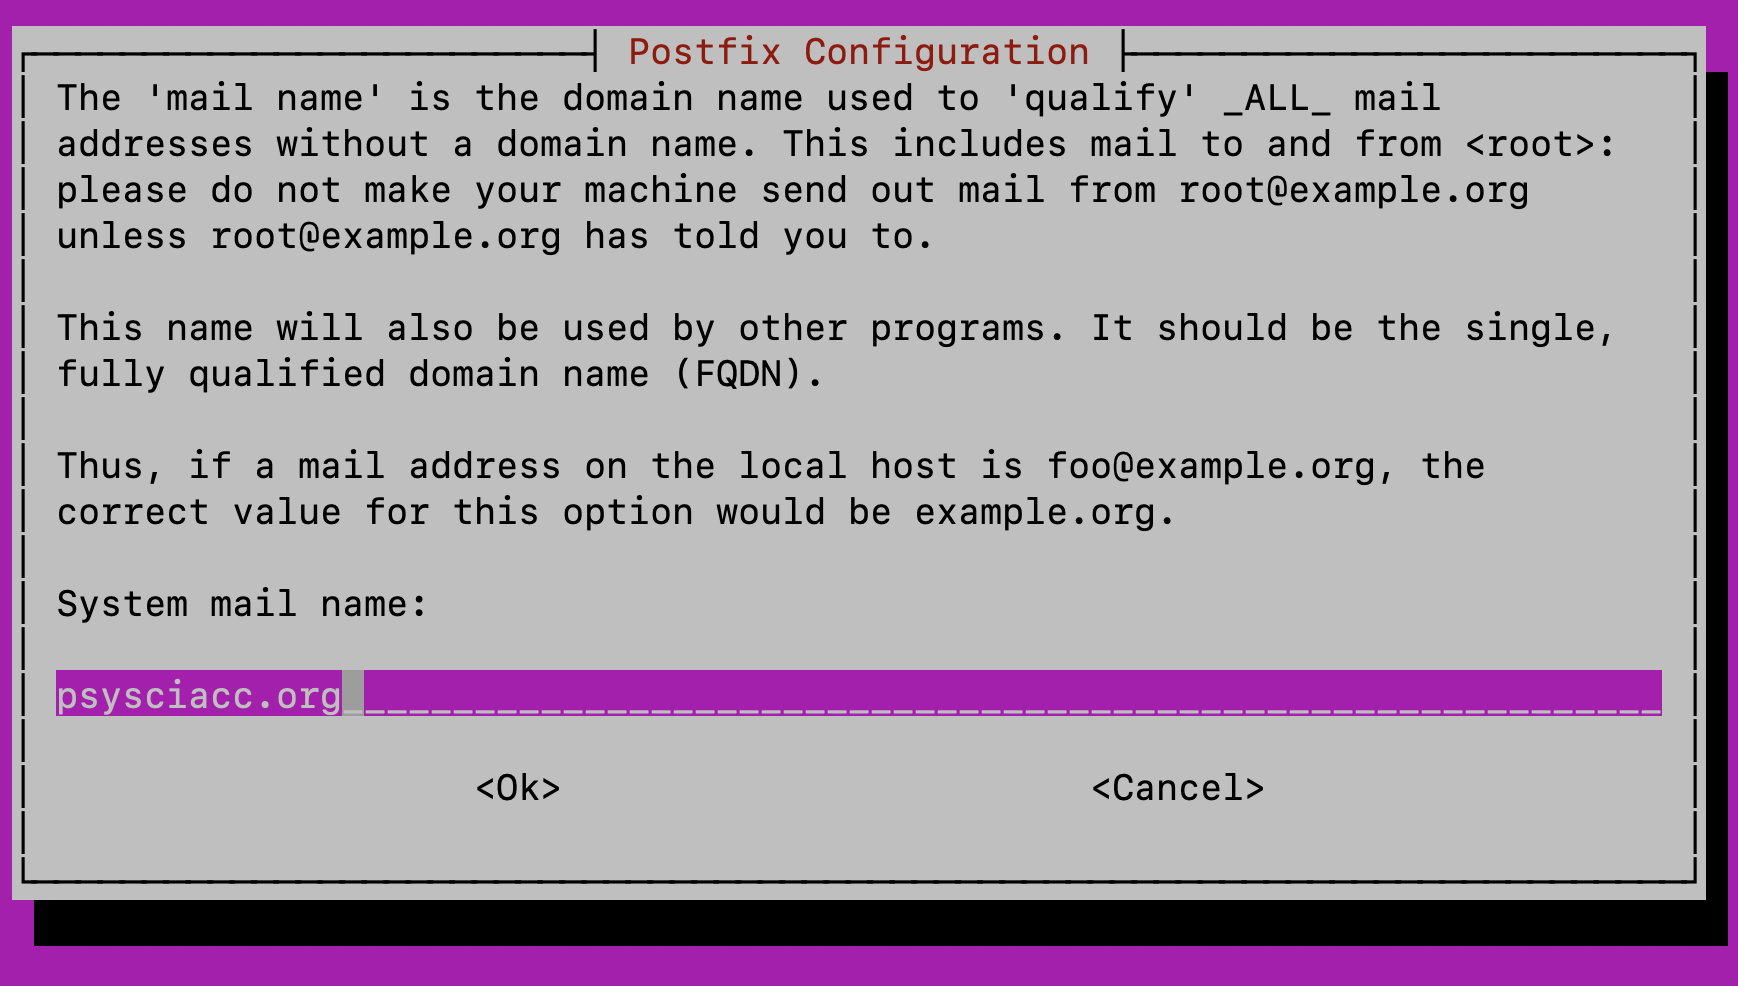 Postfix Configuration
The 'mail name' is the domain name used to 'qualify' _ALL_ mail
addresses without a domain name. This includes mail to and from <root>:
please do not make your machine send out mail from root@example.org
unless root@example.org has told you to.
This name will also be used by other programs. It should be the single,
fully qualified domain name (FQDN).
Thus, if a mail address on the local host is foo@example.org, the
correct value for this option would be example.org.
System mail name:
psysciacc.org
<Ok> <Cancel>